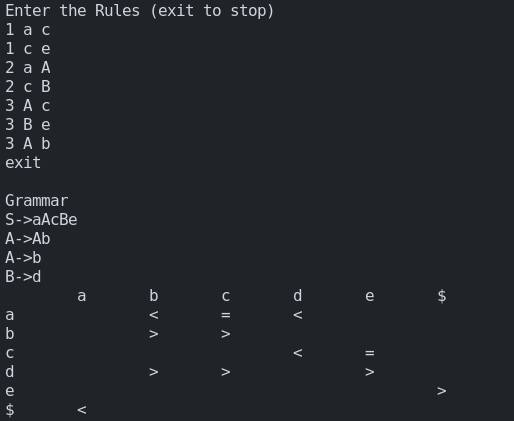 Enter the Rules (exit to stop)
1 a c
1 c e
2 a A
2 c B
3 A c
3 B e
3 A b
exit

Grammar
S->aAcBe
A->Ab
A->b
B->d
        a       b       c       d       e       $
a               <       =       <
b               >       >
c                               <       =
d               >       >               >
e                                               >
$       <